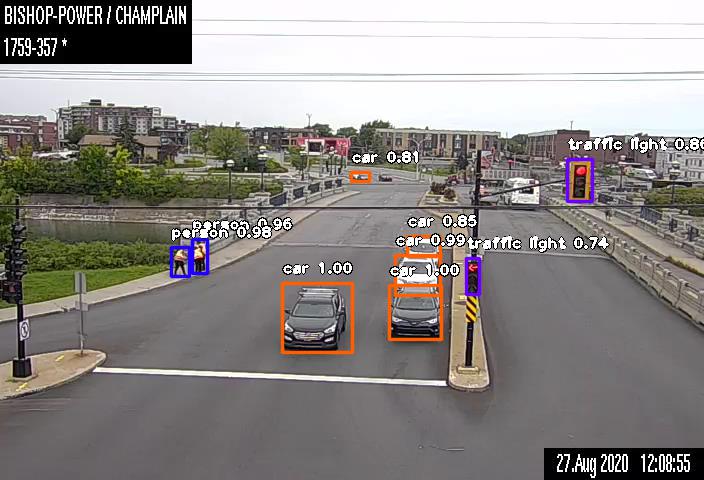 BISHOP-POWER / CHAMPLAIN
1759-357 *
traffic light 0.86
car 0.81
person 0.96
person 0.98
car 0.85
car 0.99
traffic light 0.74
car 1.00
car 1.00
27.Aug 2020 12:08:55